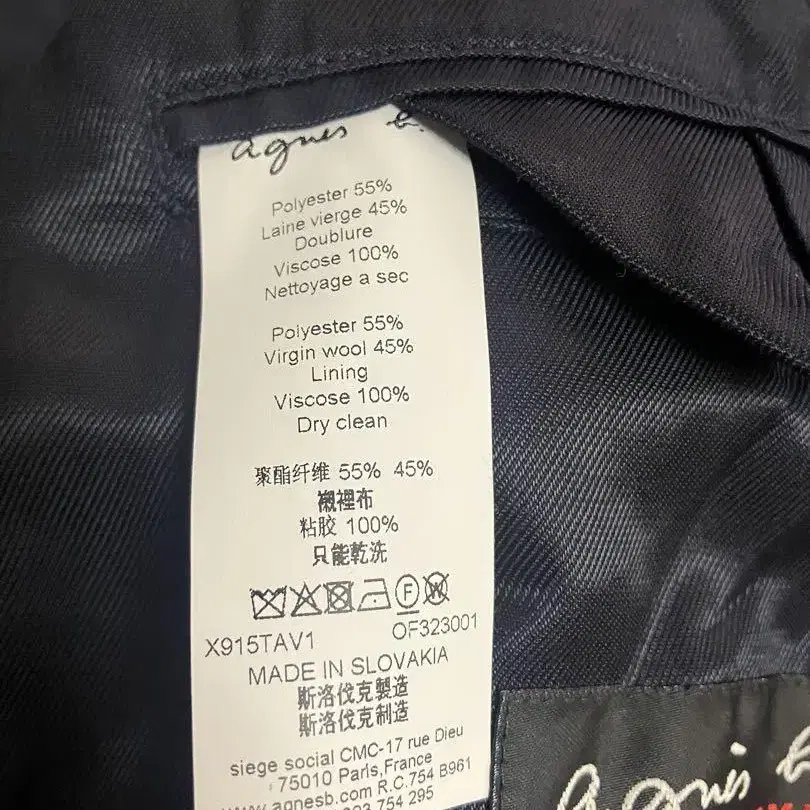 agnès b.
Polyester 55%
Laine vierge 45%
Doublure
Viscose 100%
Nettoyage a sec
Polyester 55%
Virgin wool 45%
Lining
Viscose 100%
Dry clean
聚酯纤维 55% 45%
襯裡布
粘胶 100%
只能乾洗
F W
X915TAV1 OF323001
MADE IN SLOVAKIA
斯洛伐克製造
斯洛伐克制造
siege social CMC-17 rue Dieu
75010 Paris,France
www.agnesb.com R.C.754 B961
754 295
agnès b